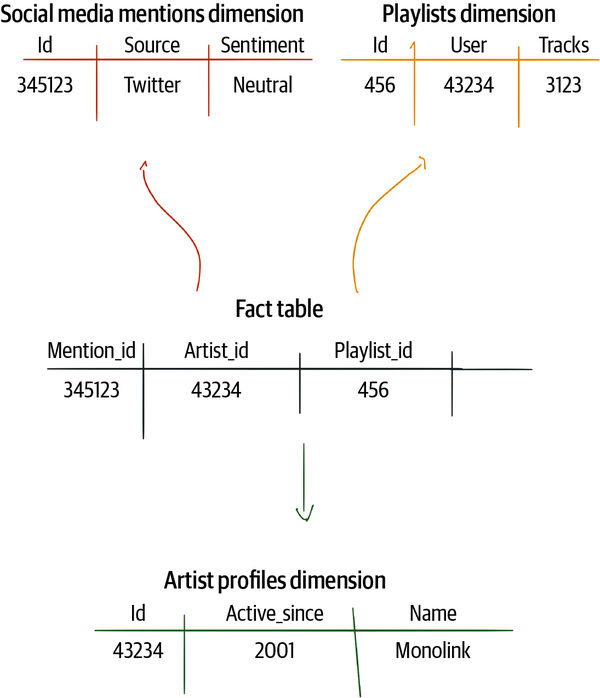 Social media mentions dimension
Id Source Sentiment
345123 Twitter Neutral
Playlists dimension
Id User Tracks
456 43234 3123
Fact table
Mention_id Artist_id Playlist_id
345123 43234 456
Artist profiles dimension
Id Active_since Name
43234 2001 Monolink